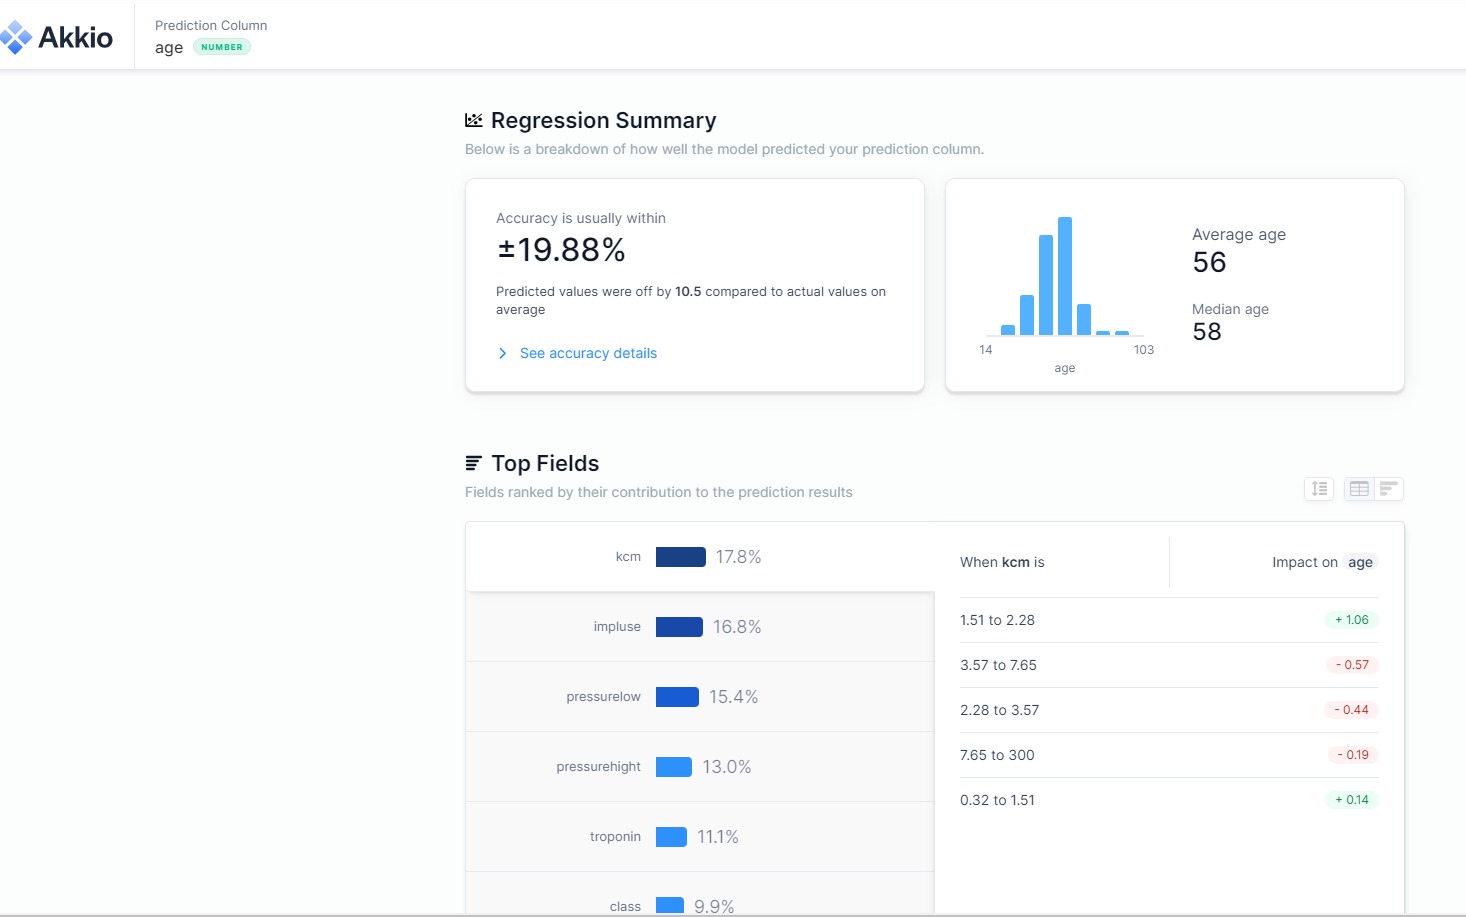 Akkio
Prediction Column
age NUMBER
Regression Summary
Below is a breakdown of how well the model predicted your prediction column.
Accuracy is usually within
±19.88%
Predicted values were off by 10.5 compared to actual values on
average
See accuracy details
14 103
age
Average age
56
Median age
58
Top Fields
Fields ranked by their contribution to the prediction results
kcm 17.8%
impluse 16.8%
pressurelow 15.4%
pressurehight 13.0%
troponin 11.1%
class 9.9%
When kcm is Impact on age
1.51 to 2.28 + 1.06
3.57 to 7.65 - 0.57
2.28 to 3.57 - 0.44
7.65 to 300 - 0.19
0.32 to 1.51 + 0.14